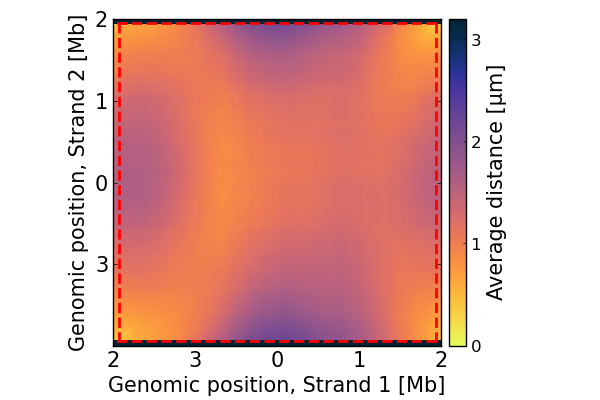 2
1
0
3
Genomic position, Strand 2 [Mb]
2 3 0 1 2
Genomic position, Strand 1 [Mb]
3
2
1
0
Average distance [μm]